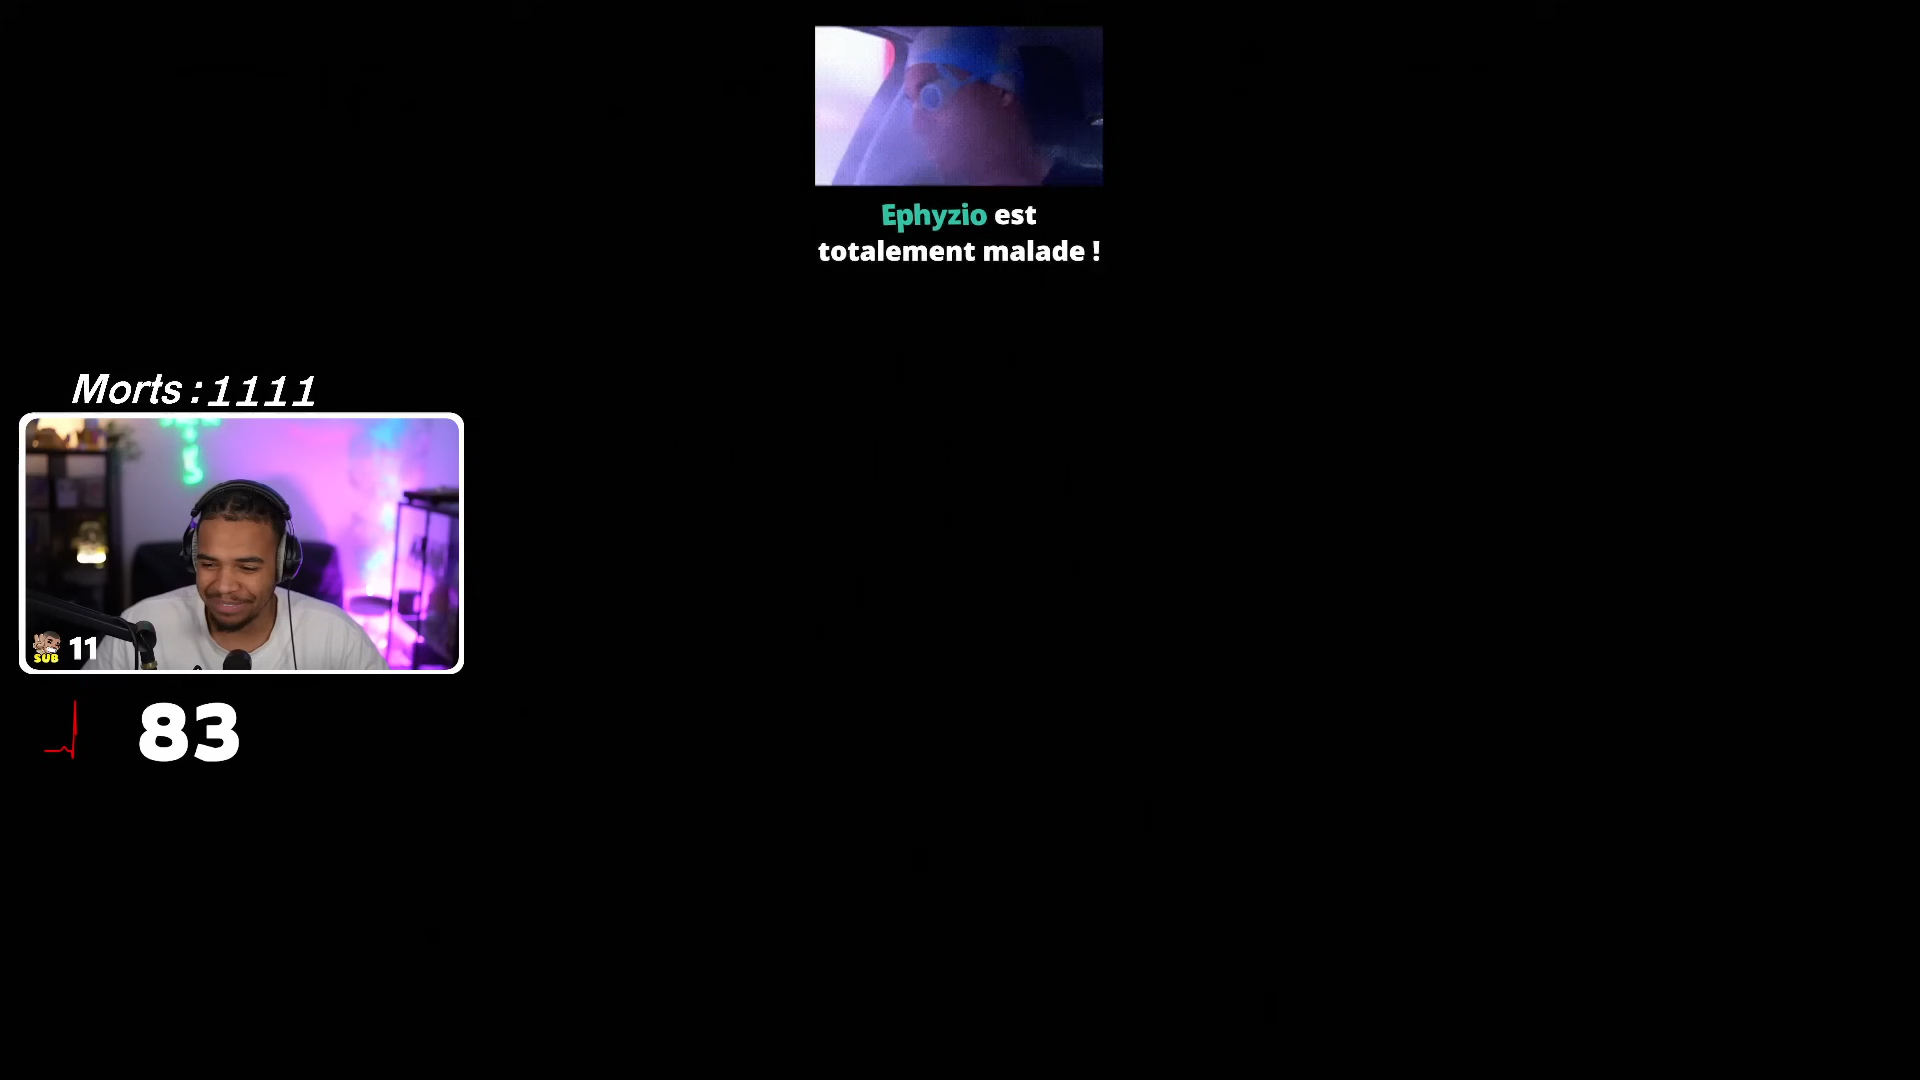 Ephyzio est
totalement malade !
Morts : 1111
SUB 11
83